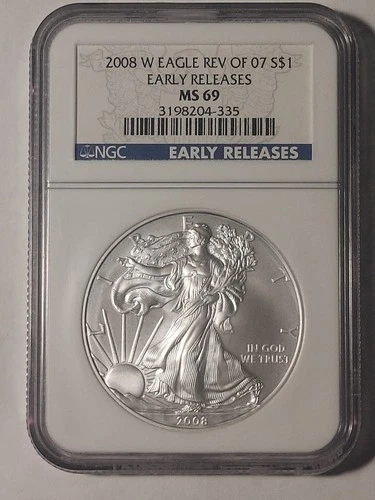 2008 W EAGLE REV OF 07 S$1
EARLY RELEASES
MS 69
3198204-335
NGC EARLY RELEASES
LIBERTY
IN GOD
WE TRUST
2008